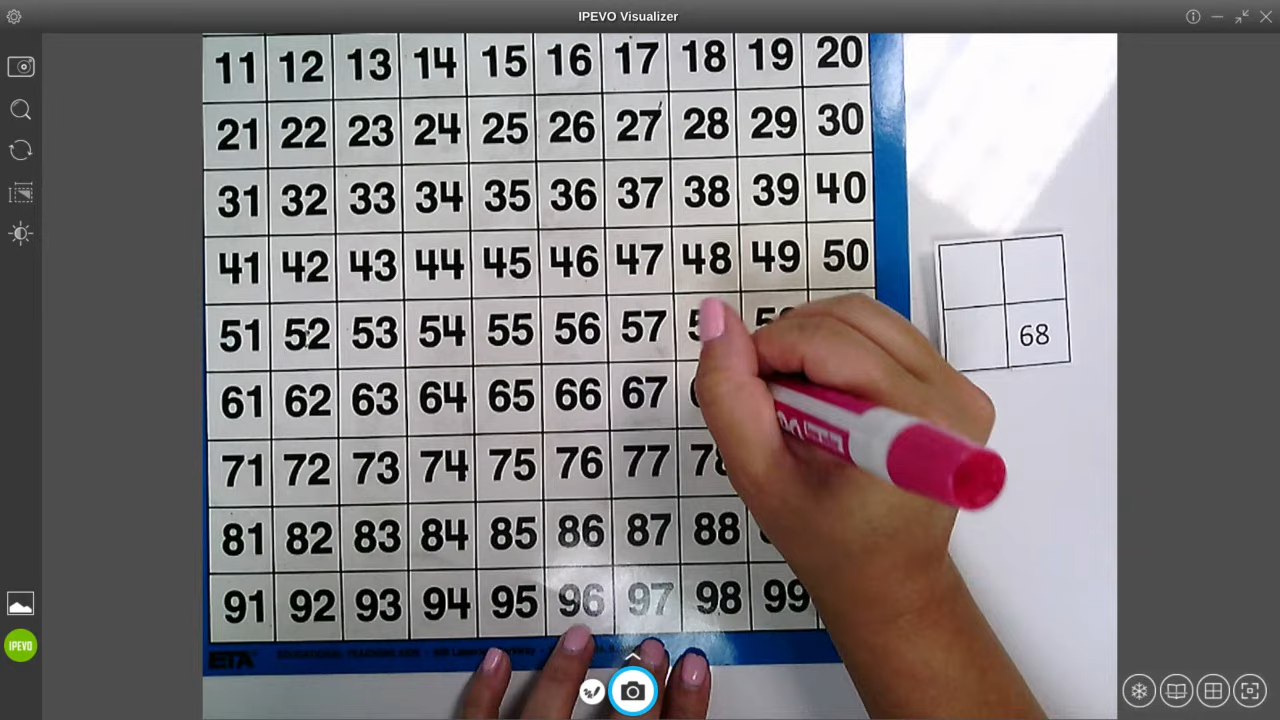 IPEVO Visualizer
11 12 13 14 15 16 17 18 19 20
21 22 23 24 25 26 27 28 29 30
31 32 33 34 35 36 37 38 39 40
41 42 43 44 45 46 47 48 49 50
51 52 53 54 55 56 57
61 62 63 64 65 66 67
71 72 73 74 75 76 77 78
81 82 83 84 85 86 87 88
91 92 93 94 95 96 97 98 99
68
ETA
EDUCATIONAL TEACHING AIDS
IPEVO